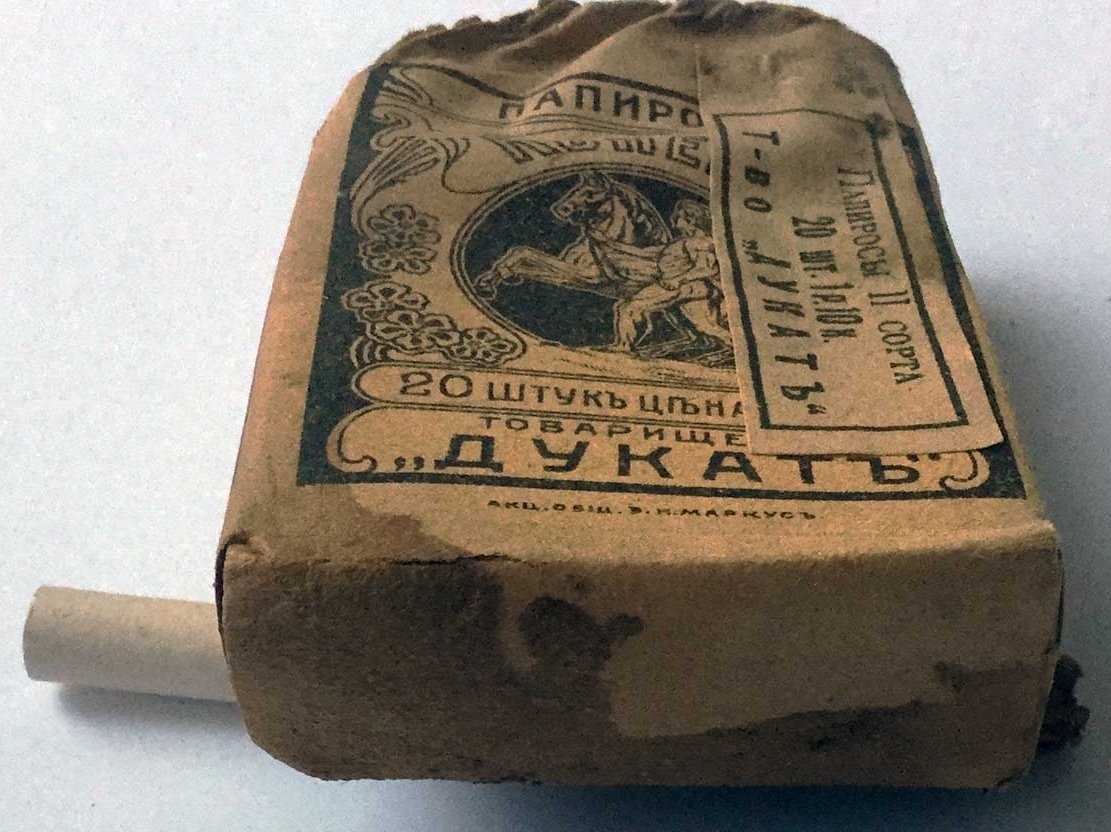 ПАПИРО
20 ШТУКЪ ЦѢНА
ТОВАРИЩЕ
„ДУКАТЪ“
АКЦ. ОБЩ. Э. И. МАРКУСЪ.
ПАПИРОСЫ II СОРТА
20 шт. 1 р. 10 к.
Т-ВО „ДУКАТЪ“